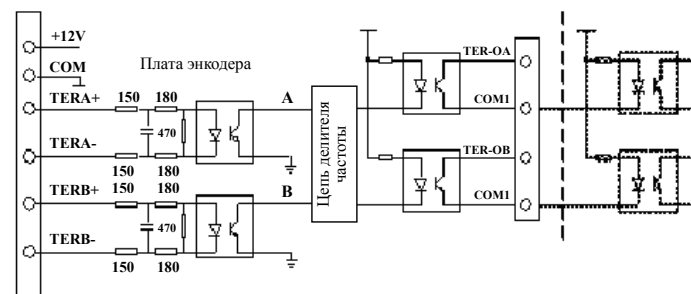 +12V
COM
Плата энкодера
TERA+
150
180
470
A
TERA-
150
180
TERB+
150
180
470
B
TERB-
150
180
Цепь делителя
частоты
TER-OA
COM1
TER-OB
COM1